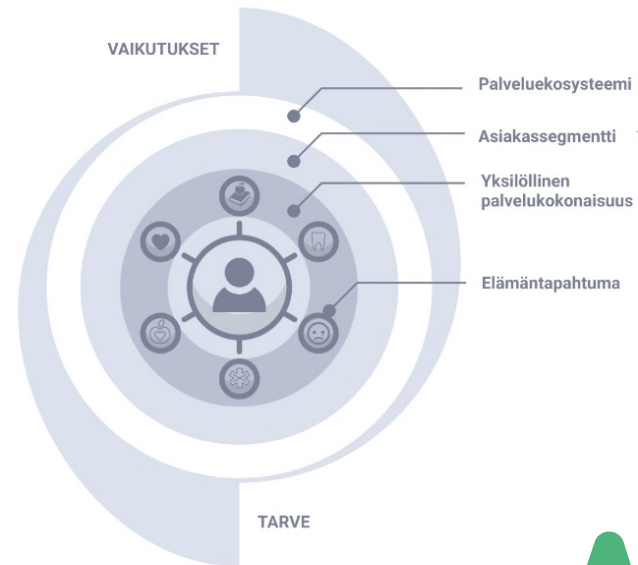 VAIKUTUKSET
Palveluekosysteemi
Asiakassegmentti
Yksilöllinen
palvelukokonaisuus
Elämäntapahtuma
TARVE